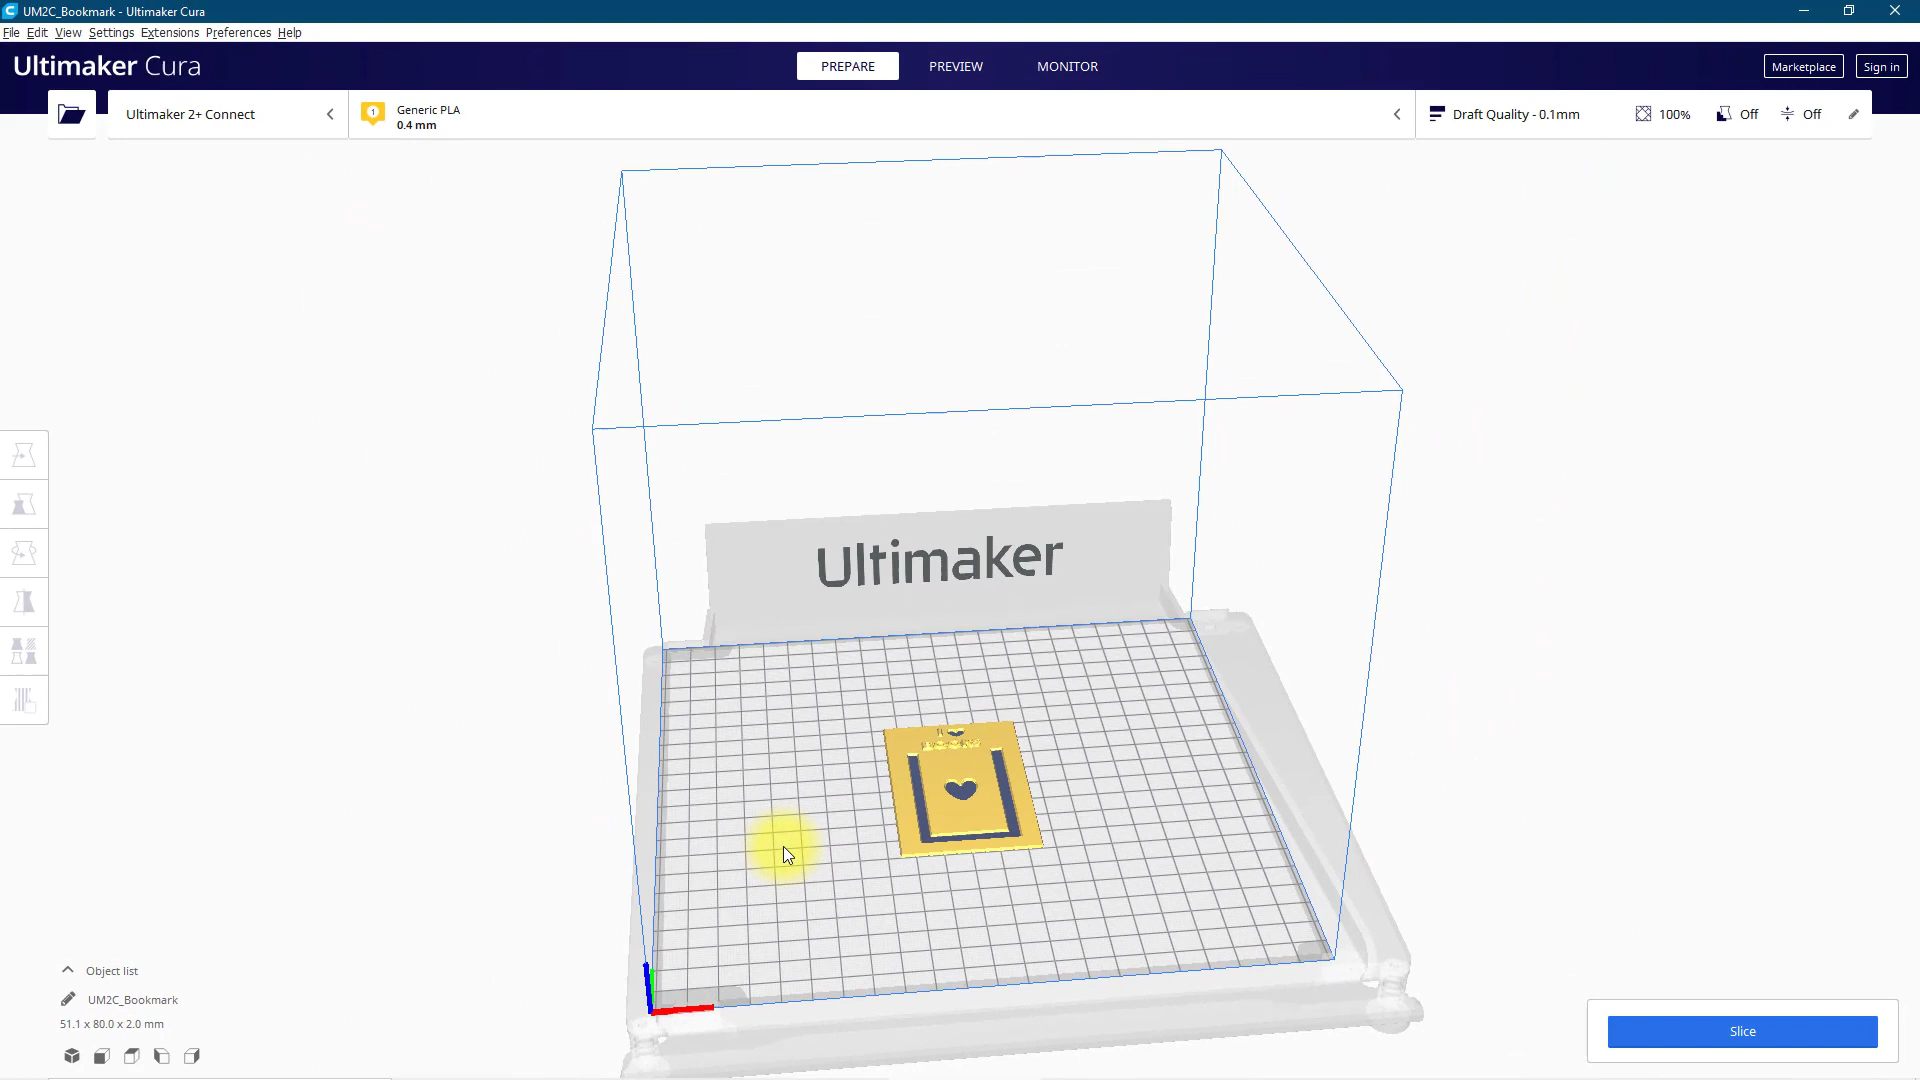 UM2C_Bookmark - Ultimaker Cura
File Edit View Settings Extensions Preferences Help
Ultimaker Cura
PREPARE
PREVIEW
MONITOR
Marketplace
Sign in
Ultimaker 2+ Connect
1
Generic PLA
0.4 mm
Draft Quality - 0.1mm
100%
Off
Off
Ultimaker
Object list
UM2C_Bookmark
51.1 x 80.0 x 2.0 mm
Slice